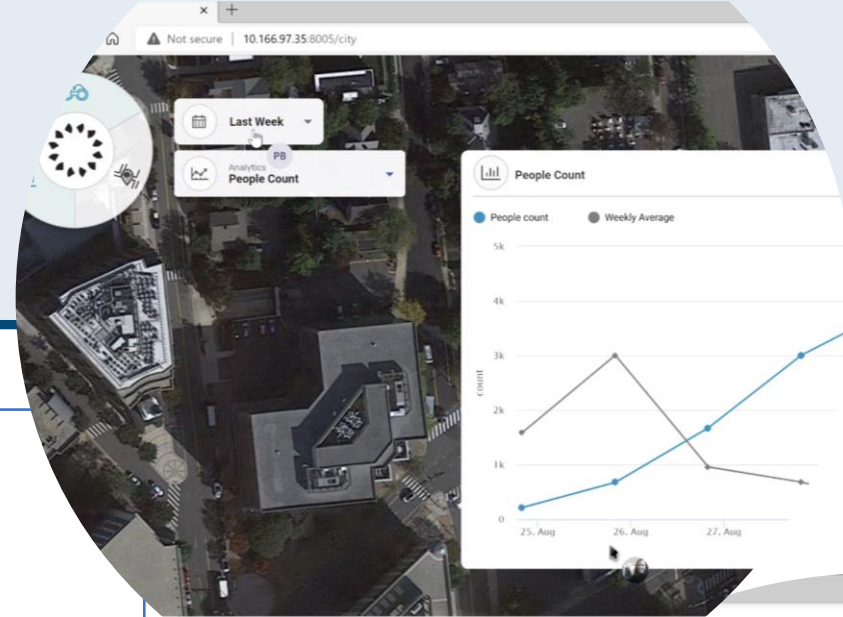 × +
Not secure | 10.166.97.35:8005/city
Last Week
PB
Analytics
People Count
People Count
People count
Weekly Average
5k
4k
3k
2k
1k
0
count
25. Aug
26. Aug
27. Aug